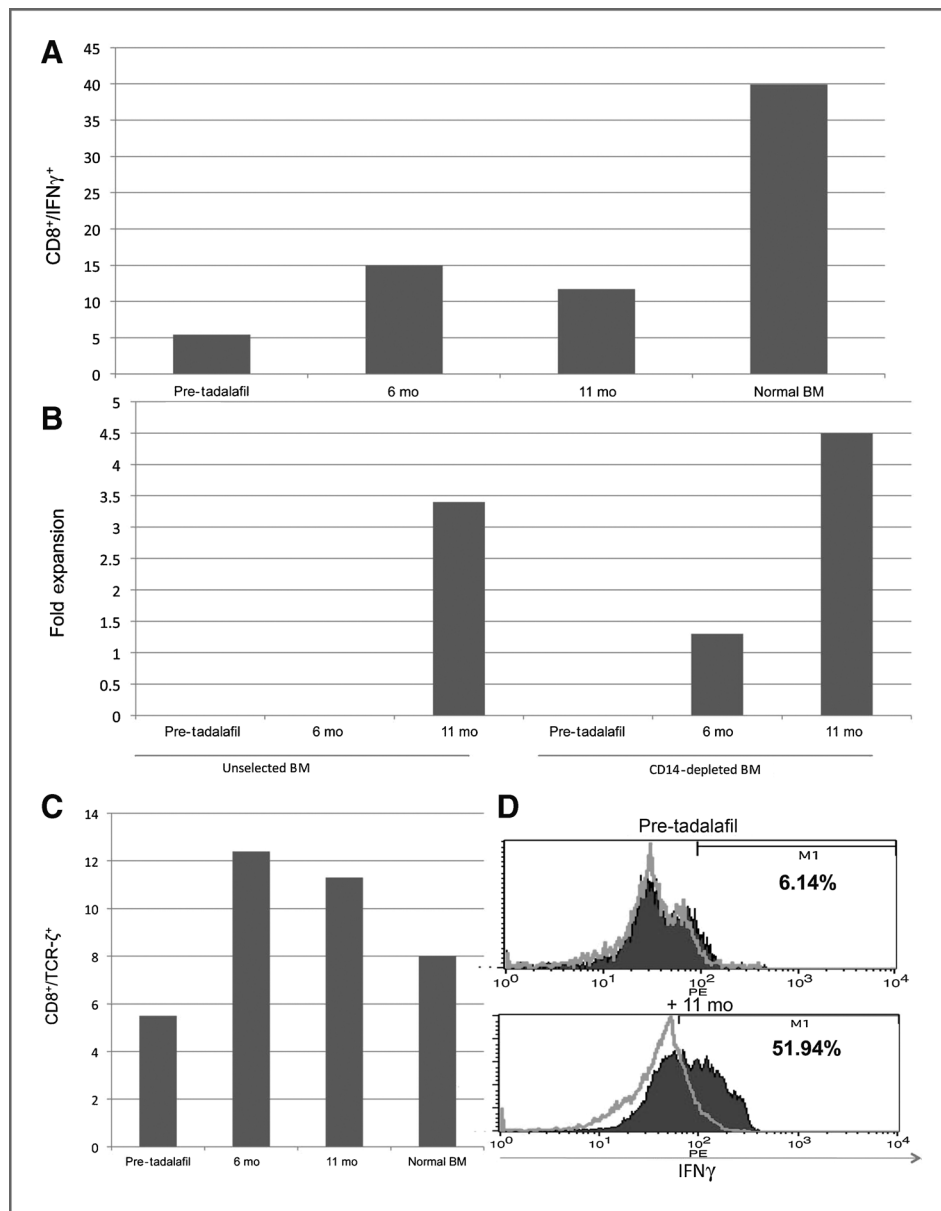 A
45
40
35
30
25
20
15
10
5
0
CD8+/IFNγ+
Pre-tadalafil 6 mo 11 mo Normal BM
B
5
4.5
4
3.5
3
2.5
2
1.5
1
0.5
0
Fold expansion
Pre-tadalafil 6 mo 11 mo Pre-tadalafil 6 mo 11 mo
Unselected BM CD14-depleted BM
C
14
12
10
8
6
4
2
0
CD8+/TCR-ζ+
Pre-tadalafil 6 mo 11 mo Normal BM
D
Pre-tadalafil
M1
6.14%
10⁰ 10¹ 10² 10³ 10⁴
PE
+ 11 mo
M1
51.94%
10⁰ 10¹ 10² 10³ 10⁴
PE
IFNγ